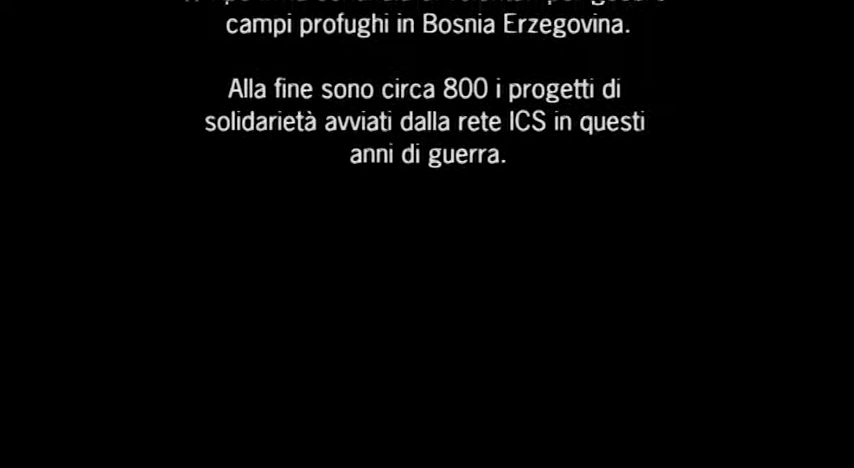 campi profughi in Bosnia Erzegovina.
Alla fine sono circa 800 i progetti di
solidarietà avviati dalla rete ICS in questi
anni di guerra.